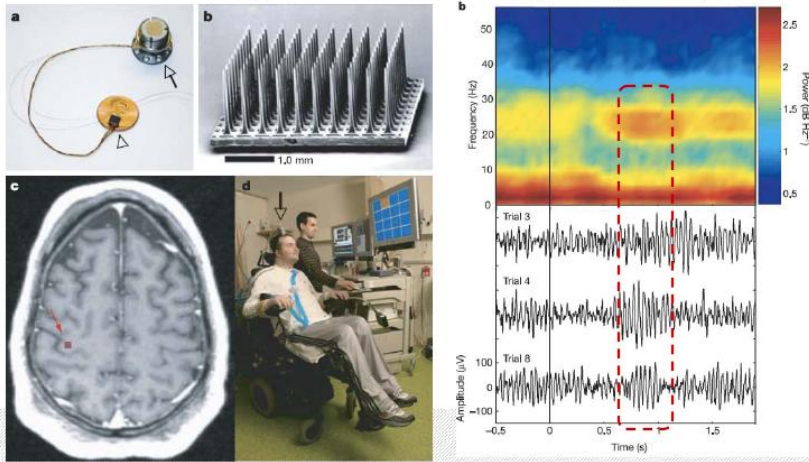 a
b
1.0 mm
c
d
b
Frequency (Hz)
50
40
30
20
10
0
Power (dB Hz⁻¹)
2.5
2
1.5
1
0.5
Trial 3
Trial 4
Trial 8
Amplitude (µV)
100
0
−100
−0.5
0
0.5
1
1.5
Time (s)